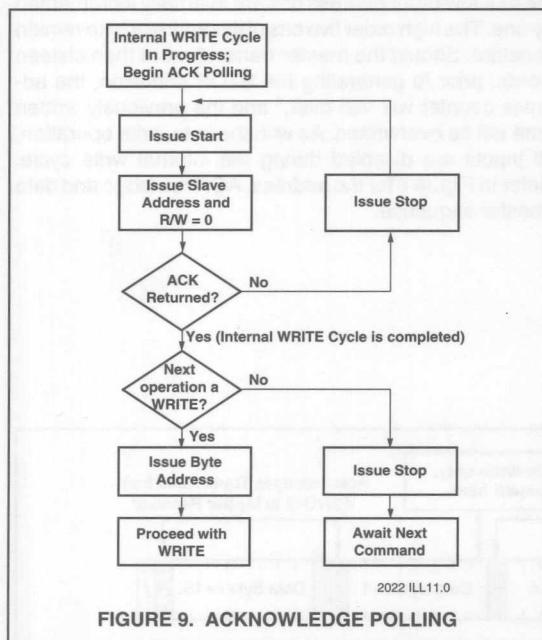 Internal WRITE Cycle
In Progress;
Begin ACK Polling
Issue Start
Issue Slave
Address and
R/W = 0
Issue Stop
ACK
Returned?
No
Yes (Internal WRITE Cycle is completed)
Next
operation a
WRITE?
No
Yes
Issue Byte
Address
Issue Stop
Proceed with
WRITE
Await Next
Command
2022 ILL11.0
FIGURE 9. ACKNOWLEDGE POLLING